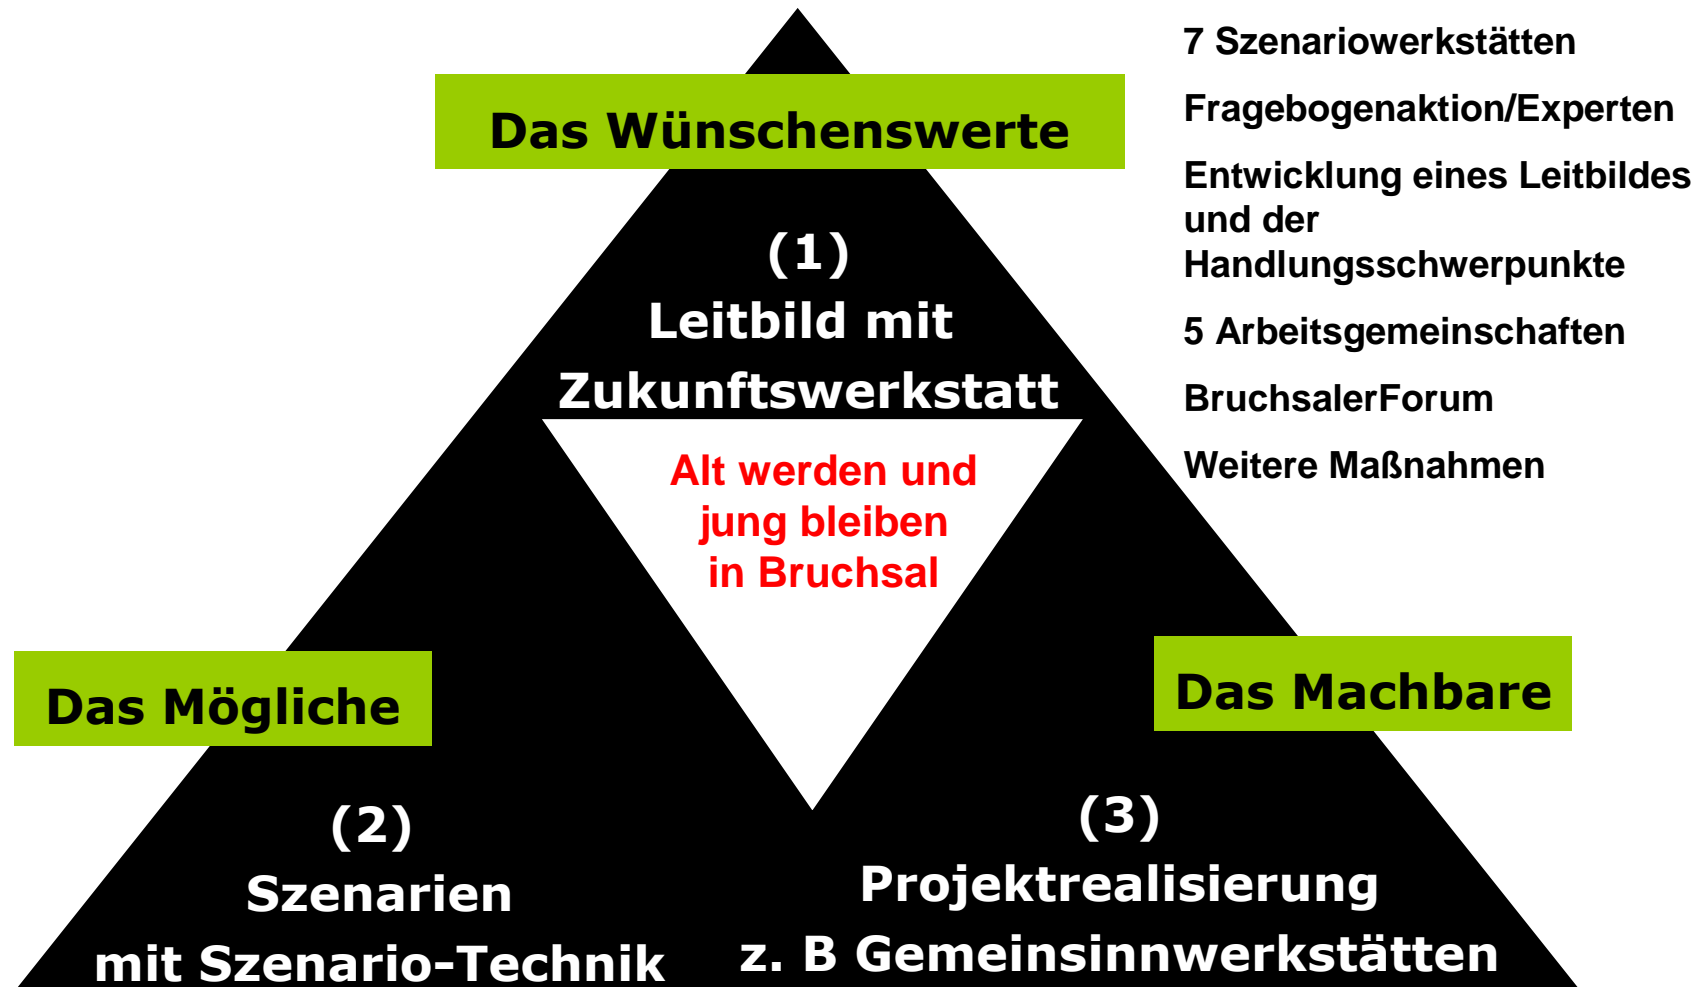 Das Wünschenswerte
(1)
Leitbild mit
Zukunftswerkstatt
Alt werden und
jung bleiben
in Bruchsal
Das Mögliche
(2)
Szenarien
mit Szenario-Technik
Das Machbare
(3)
Projektrealisierung
z. B Gemeinsinnwerkstätten
7 Szenariowerkstätten
Fragebogenaktion/Experten
Entwicklung eines Leitbildes
und der
Handlungsschwerpunkte
5 Arbeitsgemeinschaften
BruchsalerForum
Weitere Maßnahmen